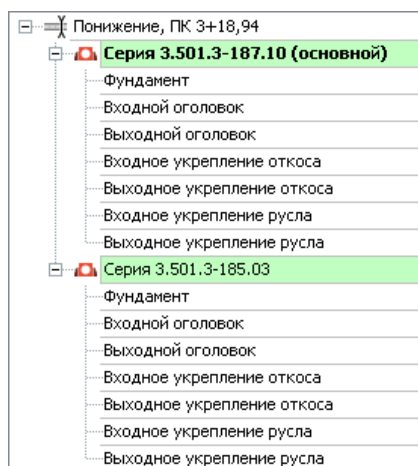 Понижение, ПК 3+18,94
Серия 3.501.3-187.10 (основной)
Фундамент
Входной оголовок
Выходной оголовок
Входное укрепление откоса
Выходное укрепление откоса
Входное укрепление русла
Выходное укрепление русла
Серия 3.501.3-185.03
Фундамент
Входной оголовок
Выходной оголовок
Входное укрепление откоса
Выходное укрепление откоса
Входное укрепление русла
Выходное укрепление русла